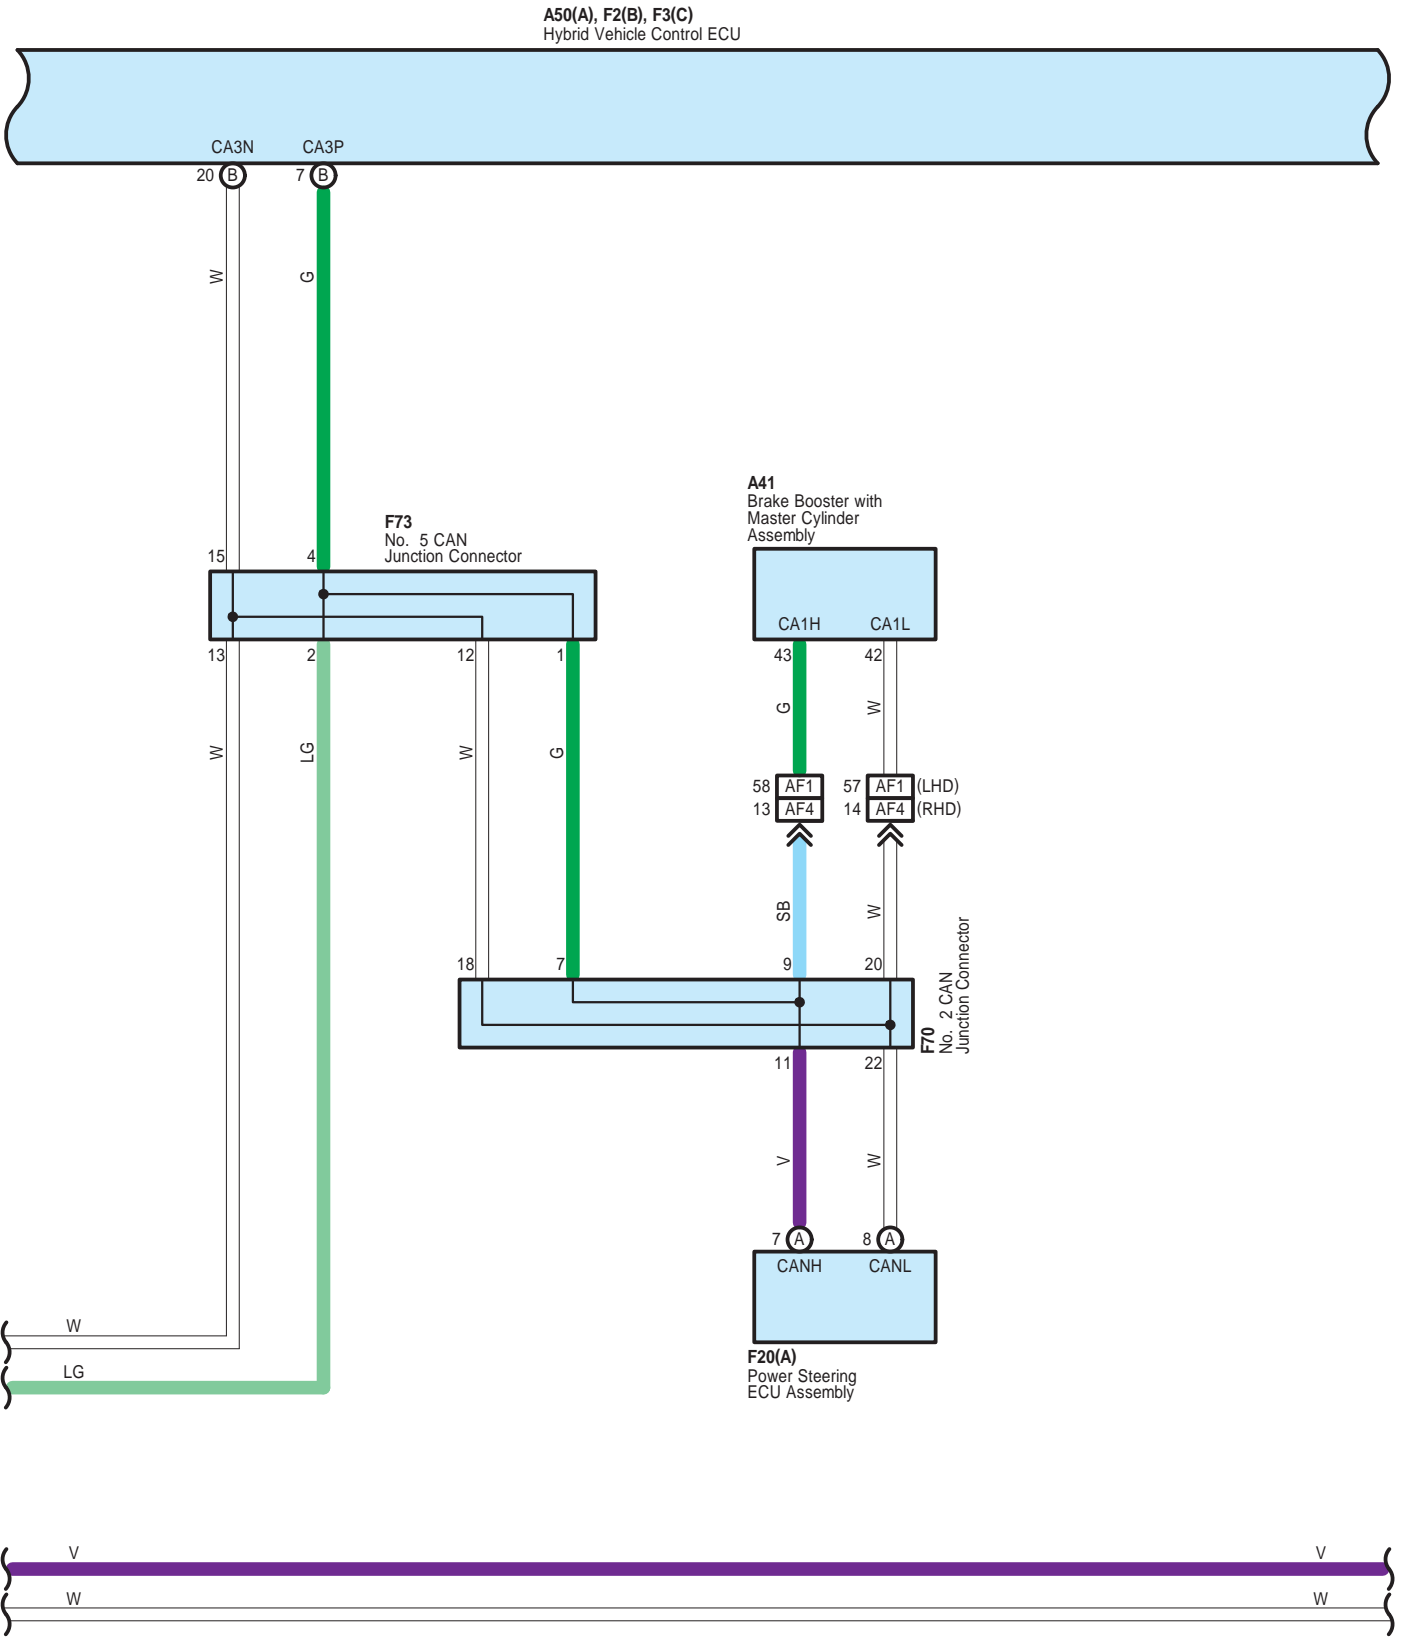 A50(A), F2(B), F3(C)
Hybrid Vehicle Control ECU
CA3N CA3P
20 B 7 B
W G
A41
Brake Booster with
Master Cylinder
Assembly
F73
No. 5 CAN
Junction Connector
15 4
CA1H CA1L
13 2 12 1 43 42
G W
W LG W G
58 AF1 57 AF1 (LHD)
13 AF4 14 AF4 (RHD)
SB W
18 7 9 20
F70
No. 2 CAN
Junction Connector
11 22
V W
7 A 8 A
CANH CANL
W
F20(A)
Power Steering
ECU Assembly
LG
V V
W W